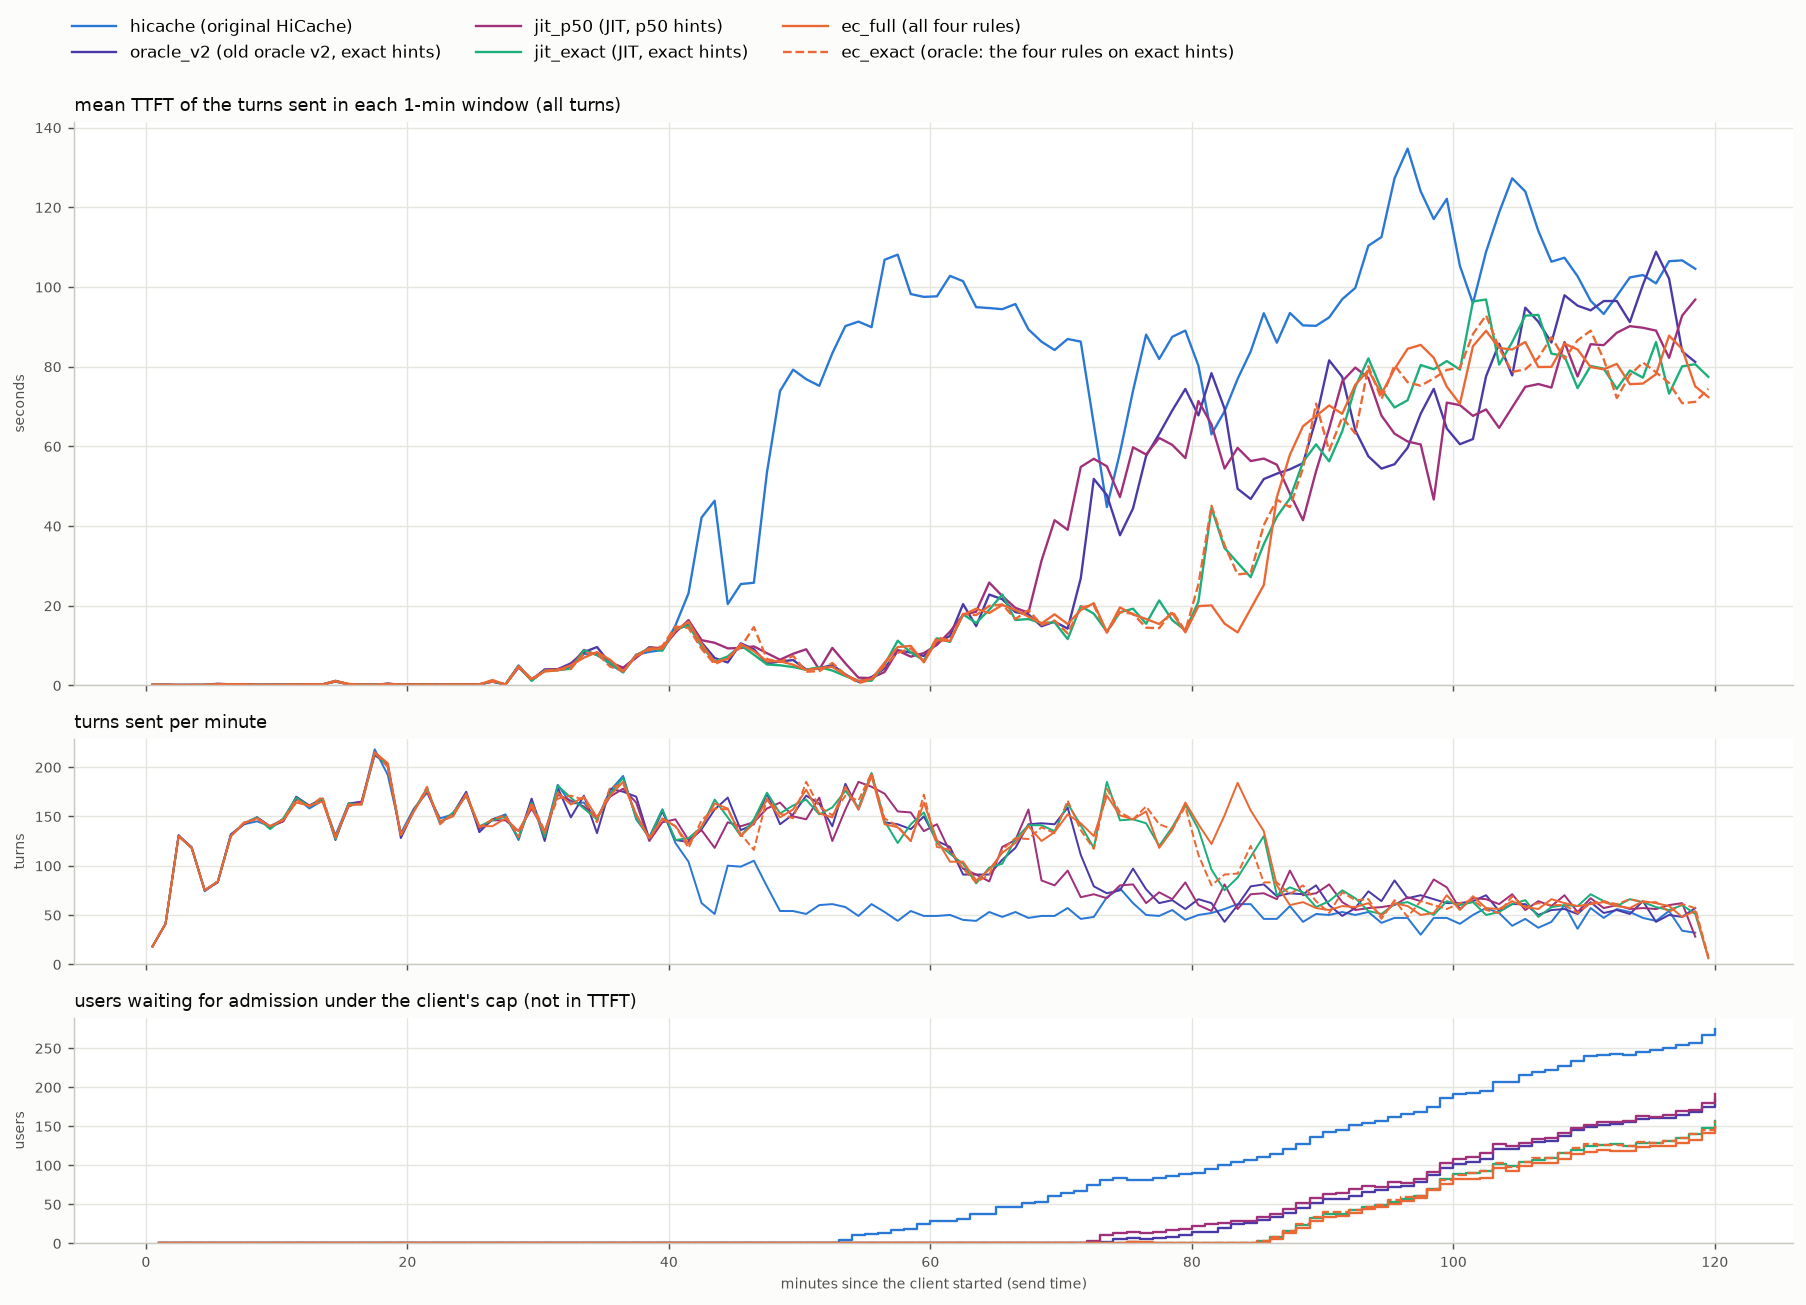 hicache (original HiCache)
oracle_v2 (old oracle v2, exact hints)
jit_p50 (JIT, p50 hints)
jit_exact (JIT, exact hints)
ec_full (all four rules)
ec_exact (oracle: the four rules on exact hints)
mean TTFT of the turns sent in each 1-min window (all turns)
140
120
100
80
60
40
20
0
seconds
turns sent per minute
200
150
100
50
0
turns
users waiting for admission under the client's cap (not in TTFT)
250
200
150
100
50
0
users
0 20 40 60 80 100 120
minutes since the client started (send time)